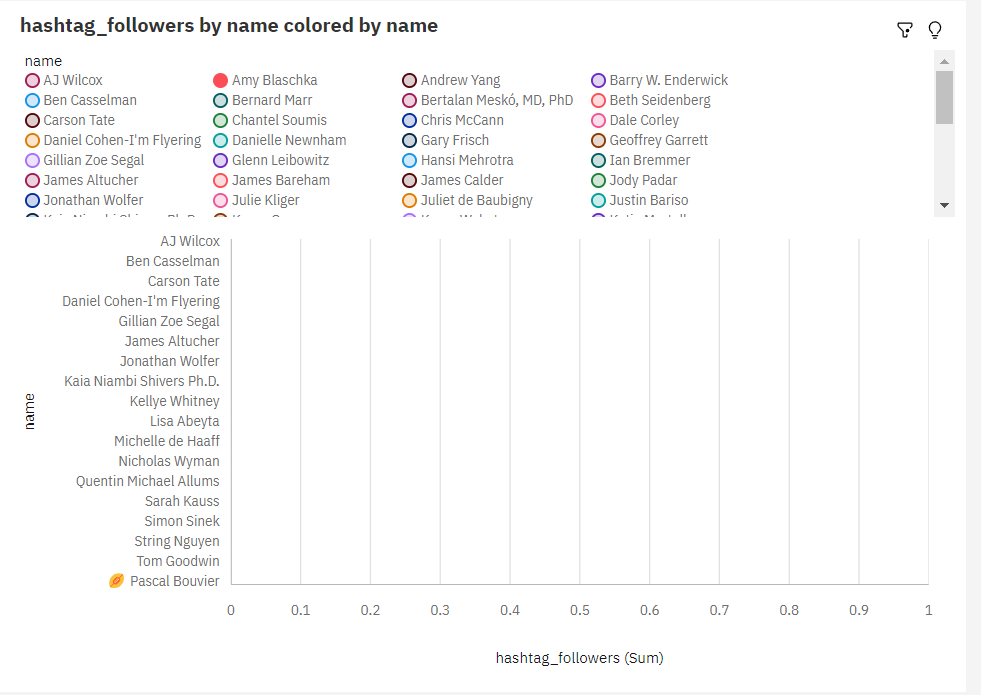 hashtag_followers by name colored by name
name
AJ Wilcox Amy Blaschka Andrew Yang Barry W. Enderwick
Ben Casselman Bernard Marr Bertalan Meskó, MD, PhD Beth Seidenberg
Carson Tate Chantel Soumis Chris McCann Dale Corley
Daniel Cohen-I'm Flyering Danielle Newnham Gary Frisch Geoffrey Garrett
Gillian Zoe Segal Glenn Leibowitz Hansi Mehrotra Ian Bremmer
James Altucher James Bareham James Calder Jody Padar
Jonathan Wolfer Julie Kliger Juliet de Baubigny Justin Bariso
AJ Wilcox
Ben Casselman
Carson Tate
Daniel Cohen-I'm Flyering
Gillian Zoe Segal
James Altucher
Jonathan Wolfer
Kaia Niambi Shivers Ph.D.
Kellye Whitney
Lisa Abeyta
Michelle de Haaff
Nicholas Wyman
Quentin Michael Allums
Sarah Kauss
Simon Sinek
String Nguyen
Tom Goodwin
Pascal Bouvier
name
0 0.1 0.2 0.3 0.4 0.5 0.6 0.7 0.8 0.9 1
hashtag_followers (Sum)